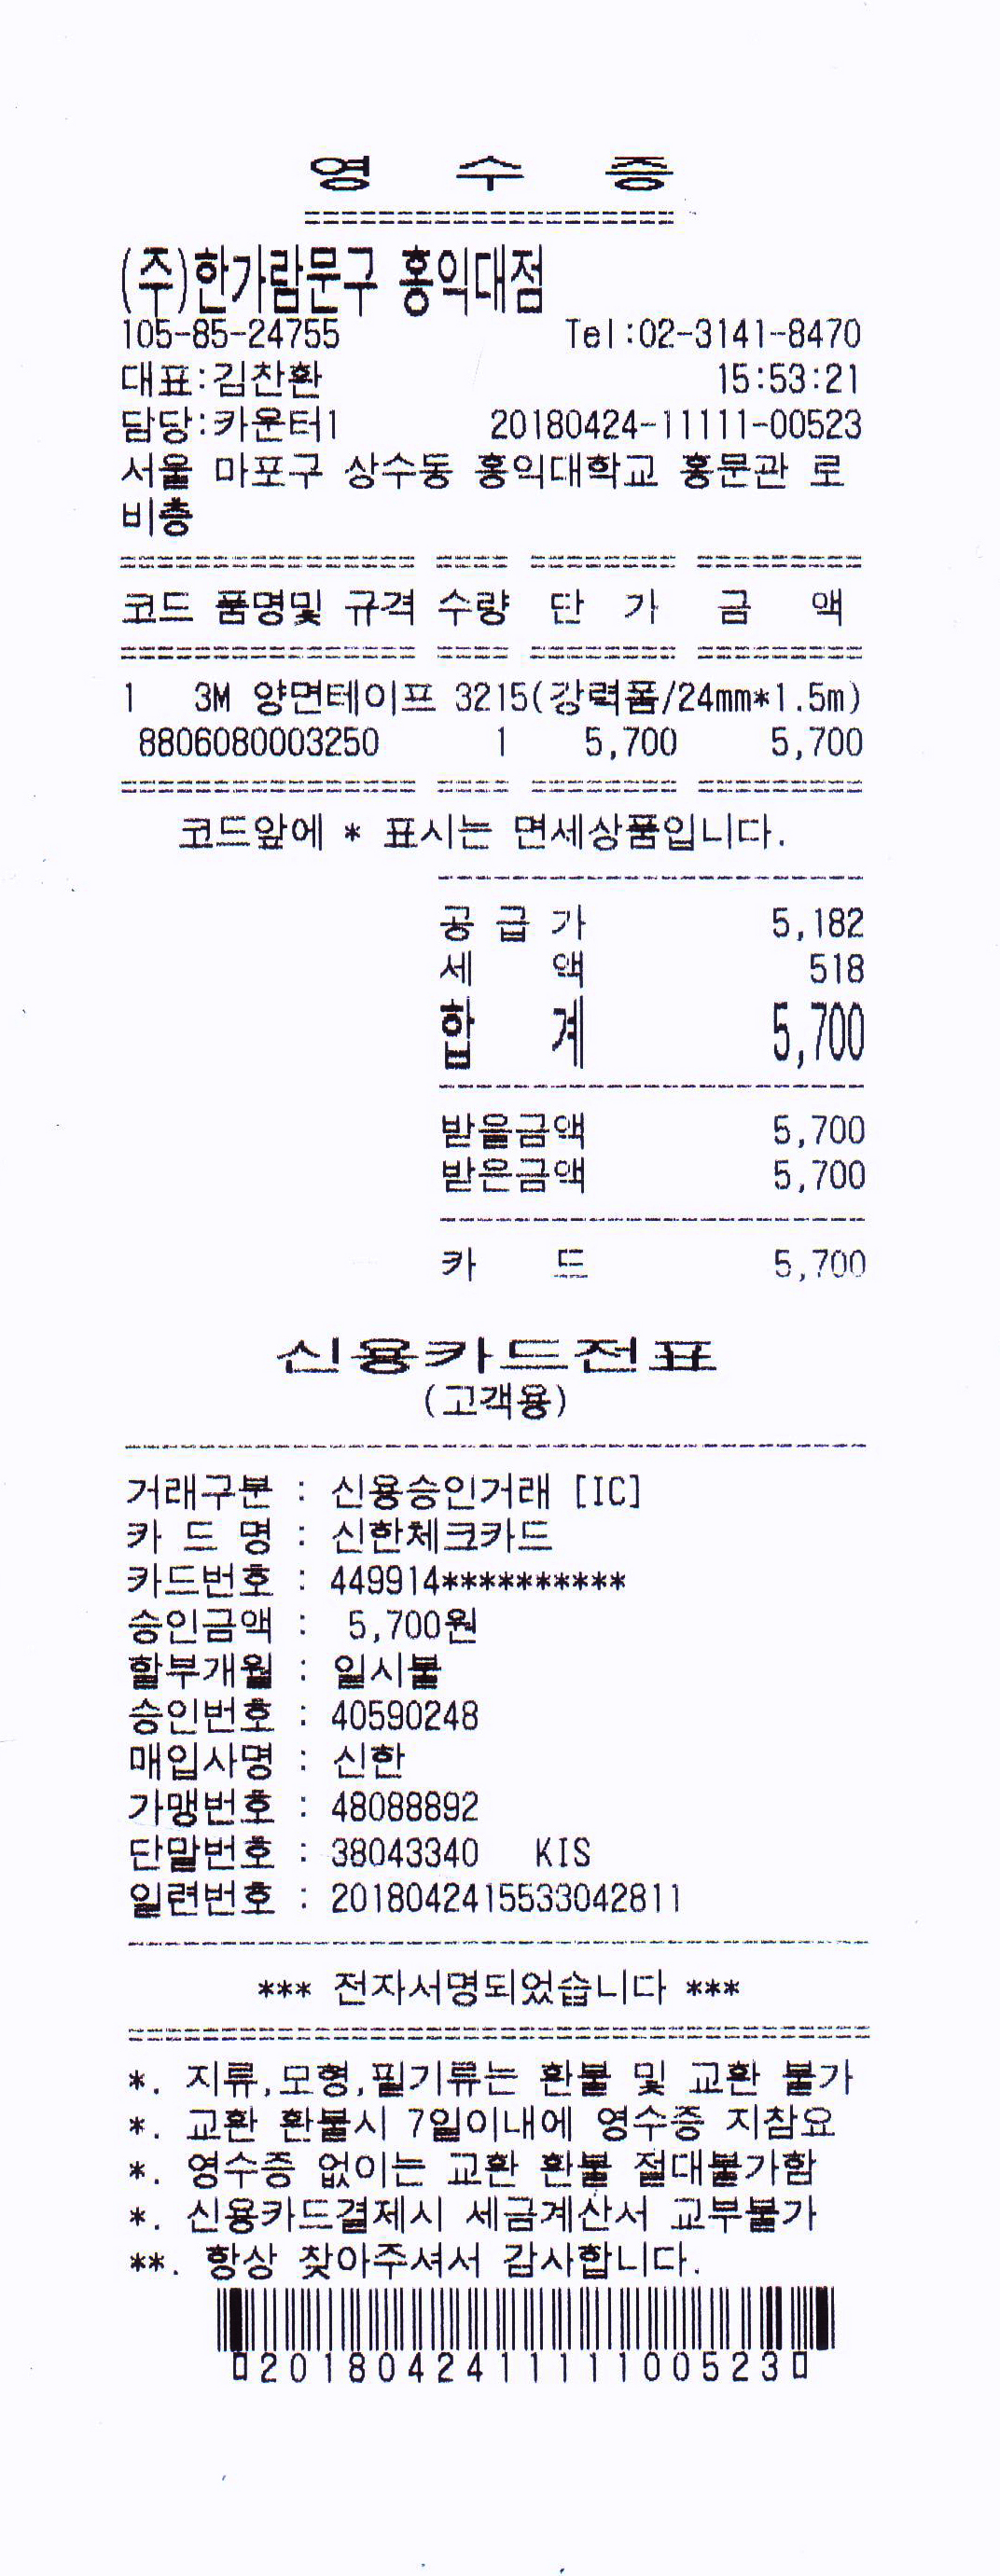 영 수 증
====================
(주)한가람문구 홍익대점
105-85-24755 Tel:02-3141-8470
대표:김찬환 15:53:21
담당:카운터1 20180424-11111-00523
서울 마포구 상수동 홍익대학교 홍문관 로
비층
================ ==== ======== =========
코드 품명및 규격 수량 단 가 금 액
================ ==== ======== =========
1 3M 양면테이프 3215(강력폼/24mm*1.5m)
8806080003250 1 5,700 5,700
================ ==== ======== =========
코드앞에 * 표시는 면세상품입니다.
-----------------------
공 급 가 5,182
세 액 518
합 계 5,700
-----------------------
받을금액 5,700
받은금액 5,700
-----------------------
카 드 5,700
신용카드전표
(고객용)
----------------------------------------
거래구분 : 신용승인거래 [IC]
카 드 명 : 신한체크카드
카드번호 : 449914**********
승인금액 : 5,700원
할부개월 : 일시불
승인번호 : 40590248
매입사명 : 신한
가맹번호 : 48088892
단말번호 : 38043340 KIS
일련번호 : 2018042415533042811
----------------------------------------
*** 전자서명되었습니다 ***
========================================
*. 지류,모형,필기류는 환불 및 교환 불가
*. 교환 환불시 7일이내에 영수증 지참요
*. 영수증 없이는 교환 환불 절대불가함
*. 신용카드결제시 세금계산서 교부불가
**. 항상 찾아주셔서 감사합니다.
▯20180424111110052​3▯